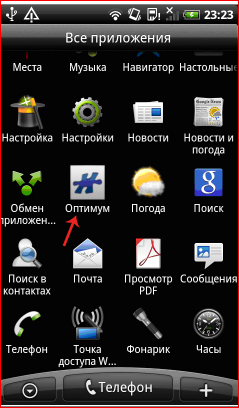 23:23
Все приложения
Места Музыка Навигатор Настольные
Настройка Настройки Новости Новости и
погода
Обмен Оптимум Погода Поиск
приложен...
Поиск в Почта Просмотр Сообщения
контактах PDF
Телефон Точка Фонарик Часы
доступа W...
Телефон